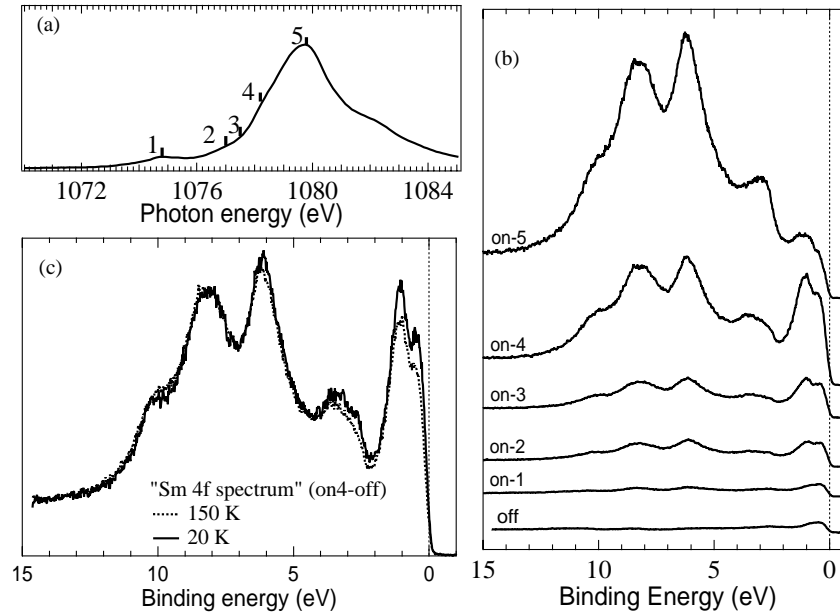 (a)
1
2
3
4
5
1072 1076 1080 1084
Photon energy (eV)
(c)
"Sm 4f spectrum" (on4-off)
150 K
20 K
15 10 5 0
Binding energy (eV)
(b)
on-5
on-4
on-3
on-2
on-1
off
15 10 5 0
Binding Energy (eV)